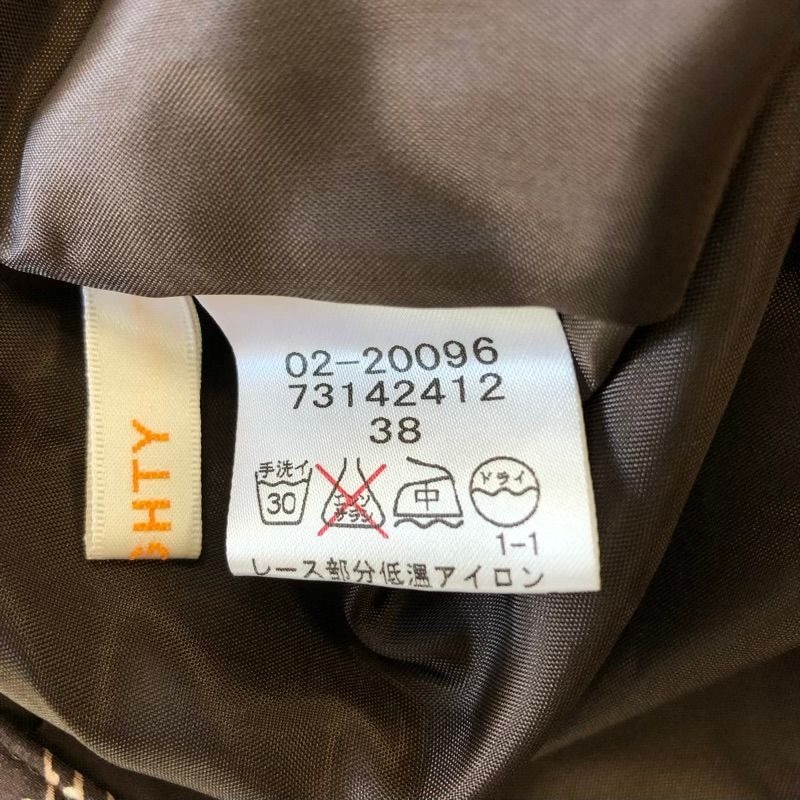 02-20096
73142412
38
手洗イ
30
エンソ
サラシ
中
ドライ
1-1
レース部分低温アイロン
GHTY